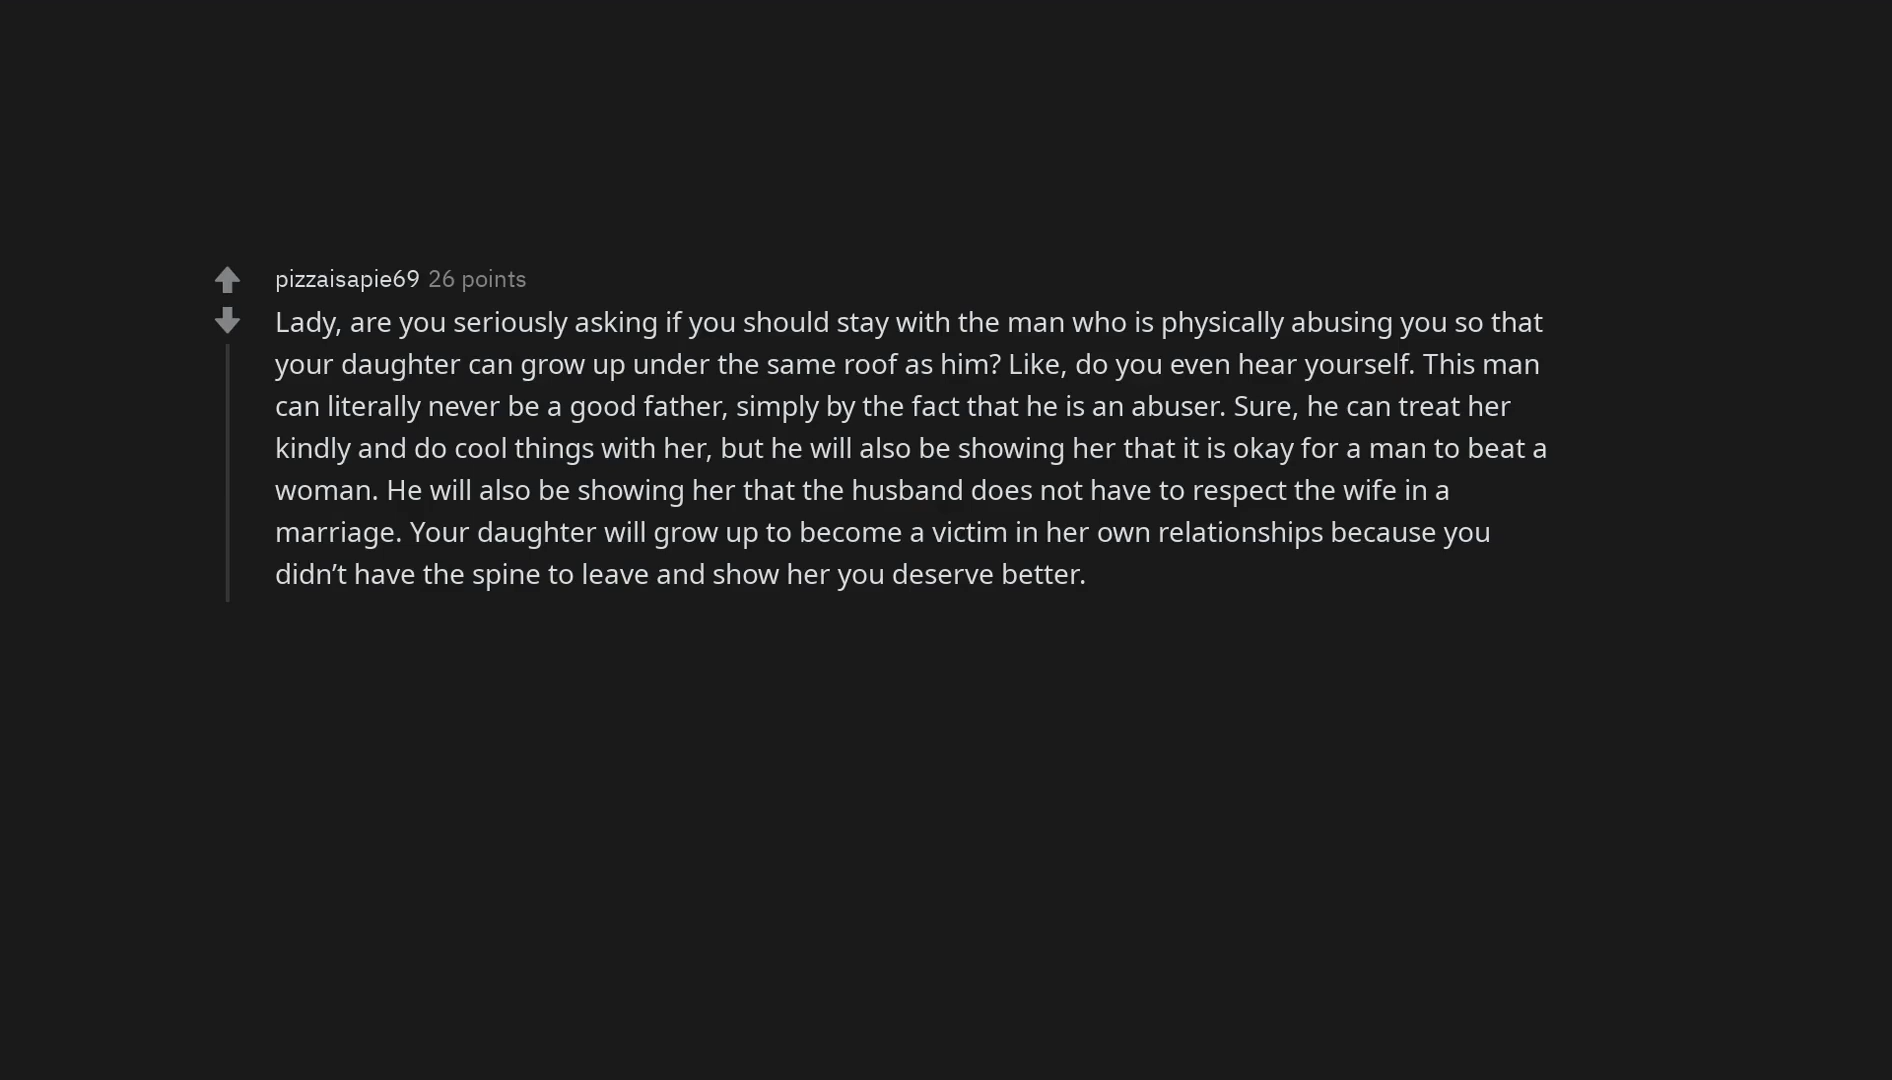 pizzaisapie69 26 points
Lady, are you seriously asking if you should stay with the man who is physically abusing you so that
your daughter can grow up under the same roof as him? Like, do you even hear yourself. This man
can literally never be a good father, simply by the fact that he is an abuser. Sure, he can treat her
kindly and do cool things with her, but he will also be showing her that it is okay for a man to beat a
woman. He will also be showing her that the husband does not have to respect the wife in a
marriage. Your daughter will grow up to become a victim in her own relationships because you
didn’t have the spine to leave and show her you deserve better.